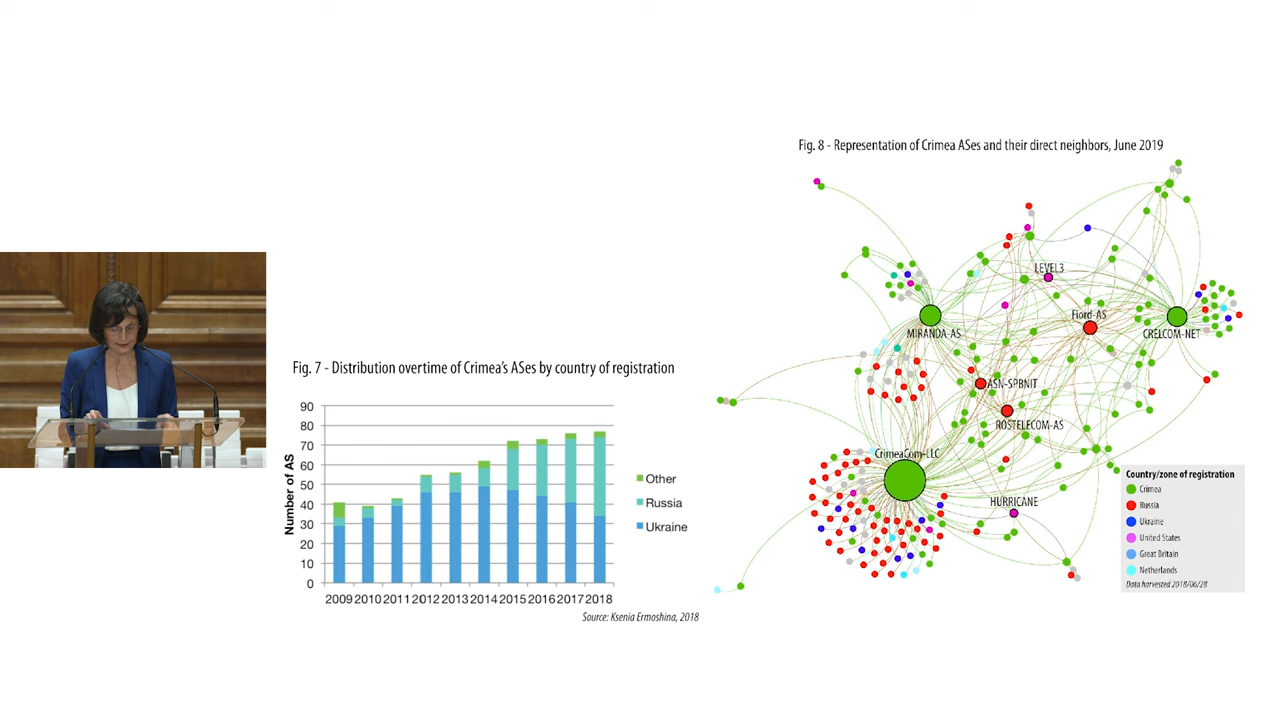 Fig. 8 - Representation of Crimea ASes and their direct neighbors, June 2019
LEVEL3
Fiord-AS
MIRANDA-AS
CRELCOM-NET
ASN-SPBNIT
ROSTELECOM-AS
CrimeaCom-LLC
HURRICANE
Country/zone of registration
Crimea
Russia
Ukraine
United States
Great Britain
Netherlands
Data harvested 2018/06/28
Fig. 7 - Distribution overtime of Crimea's ASes by country of registration
Number of AS
90
80
70
60
50
40
30
20
10
0
2009 2010 2011 2012 2013 2014 2015 2016 2017 2018
Other
Russia
Ukraine
Source: Ksenia Ermoshina, 2018